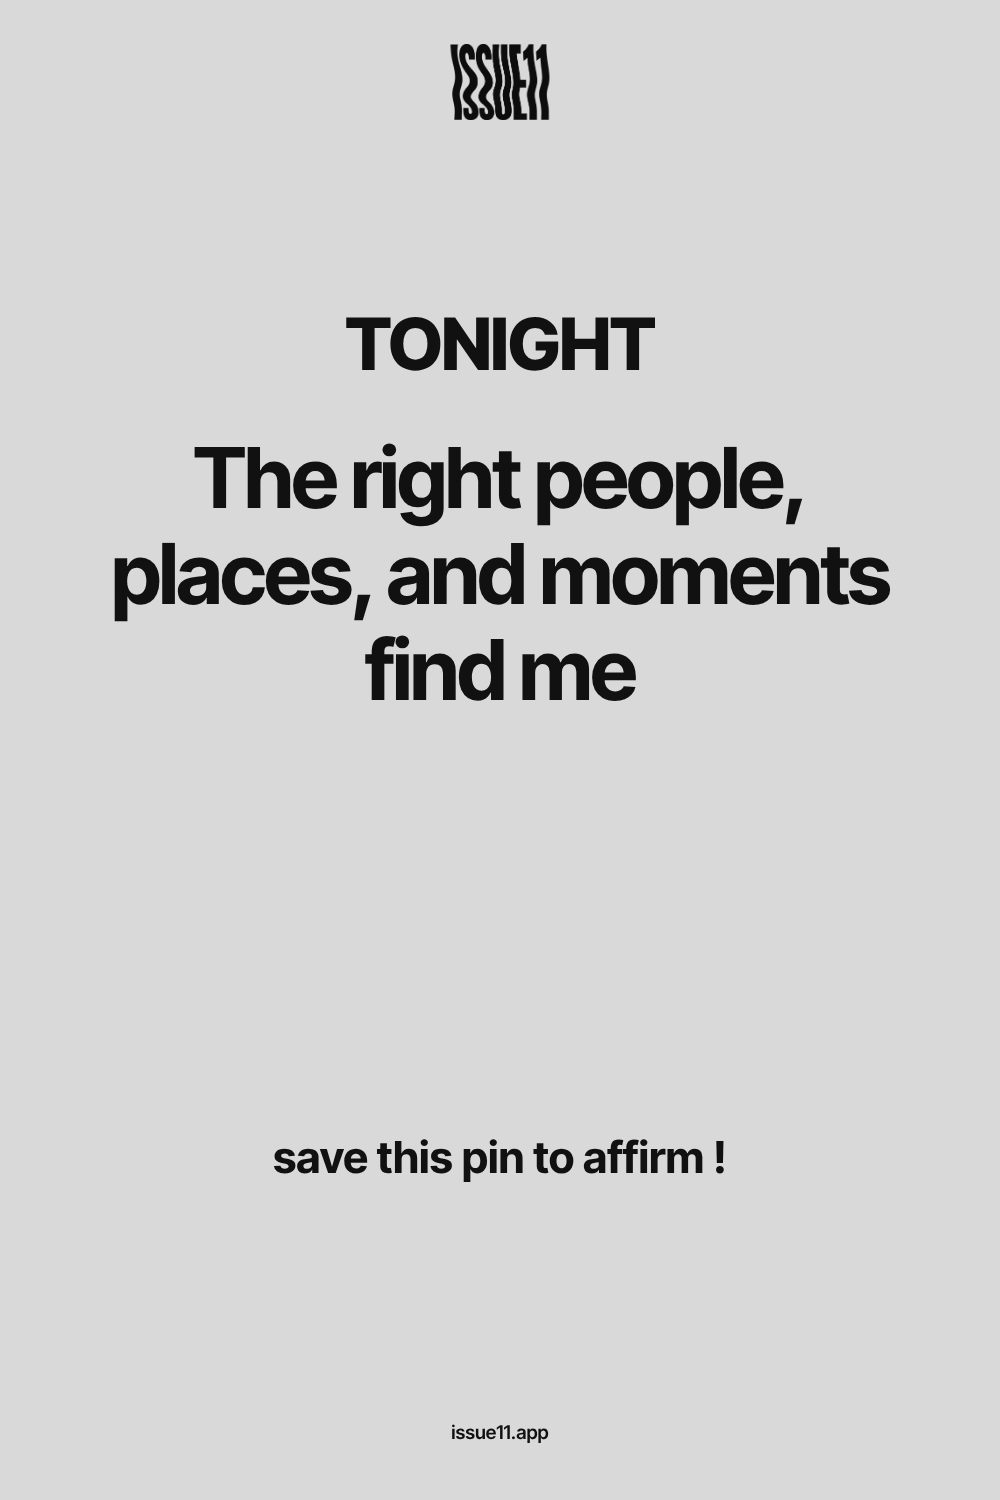 ISSUE11
TONIGHT
The right people,
places, and moments
find me
save this pin to affirm !
issue11.app